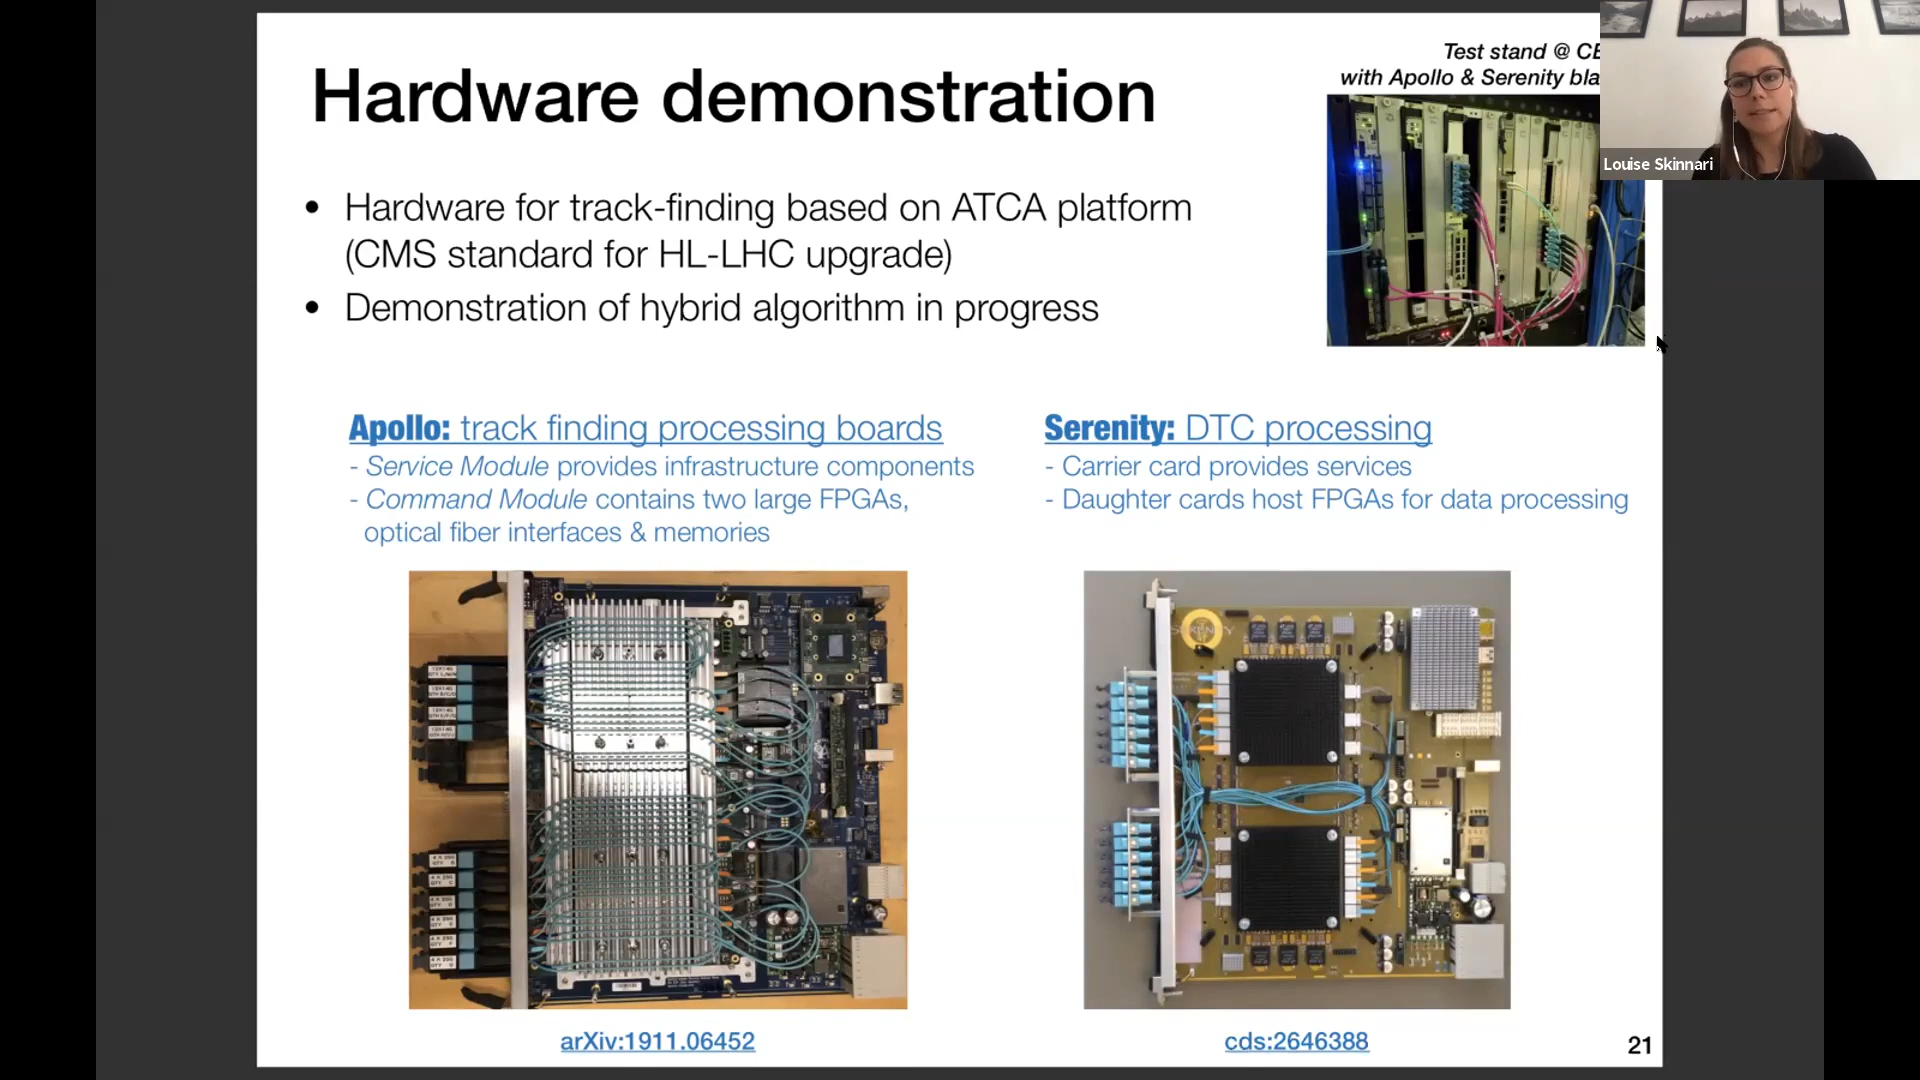 Test stand @ CE
with Apollo & Serenity bla
Louise Skinnari
Hardware demonstration
• Hardware for track-finding based on ATCA platform
(CMS standard for HL-LHC upgrade)
• Demonstration of hybrid algorithm in progress
Apollo: track finding processing boards
- Service Module provides infrastructure components
- Command Module contains two large FPGAs,
optical fiber interfaces & memories
Serenity: DTC processing
- Carrier card provides services
- Daughter cards host FPGAs for data processing
SERENITY
arXiv:1911.06452
cds:2646388
21